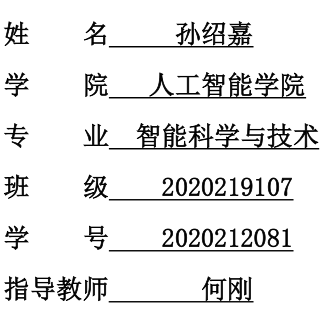 姓 名 孙绍嘉
学 院 人工智能学院
专 业 智能科学与技术
班 级 2020219107
学 号 2020212081
指导教师 何刚